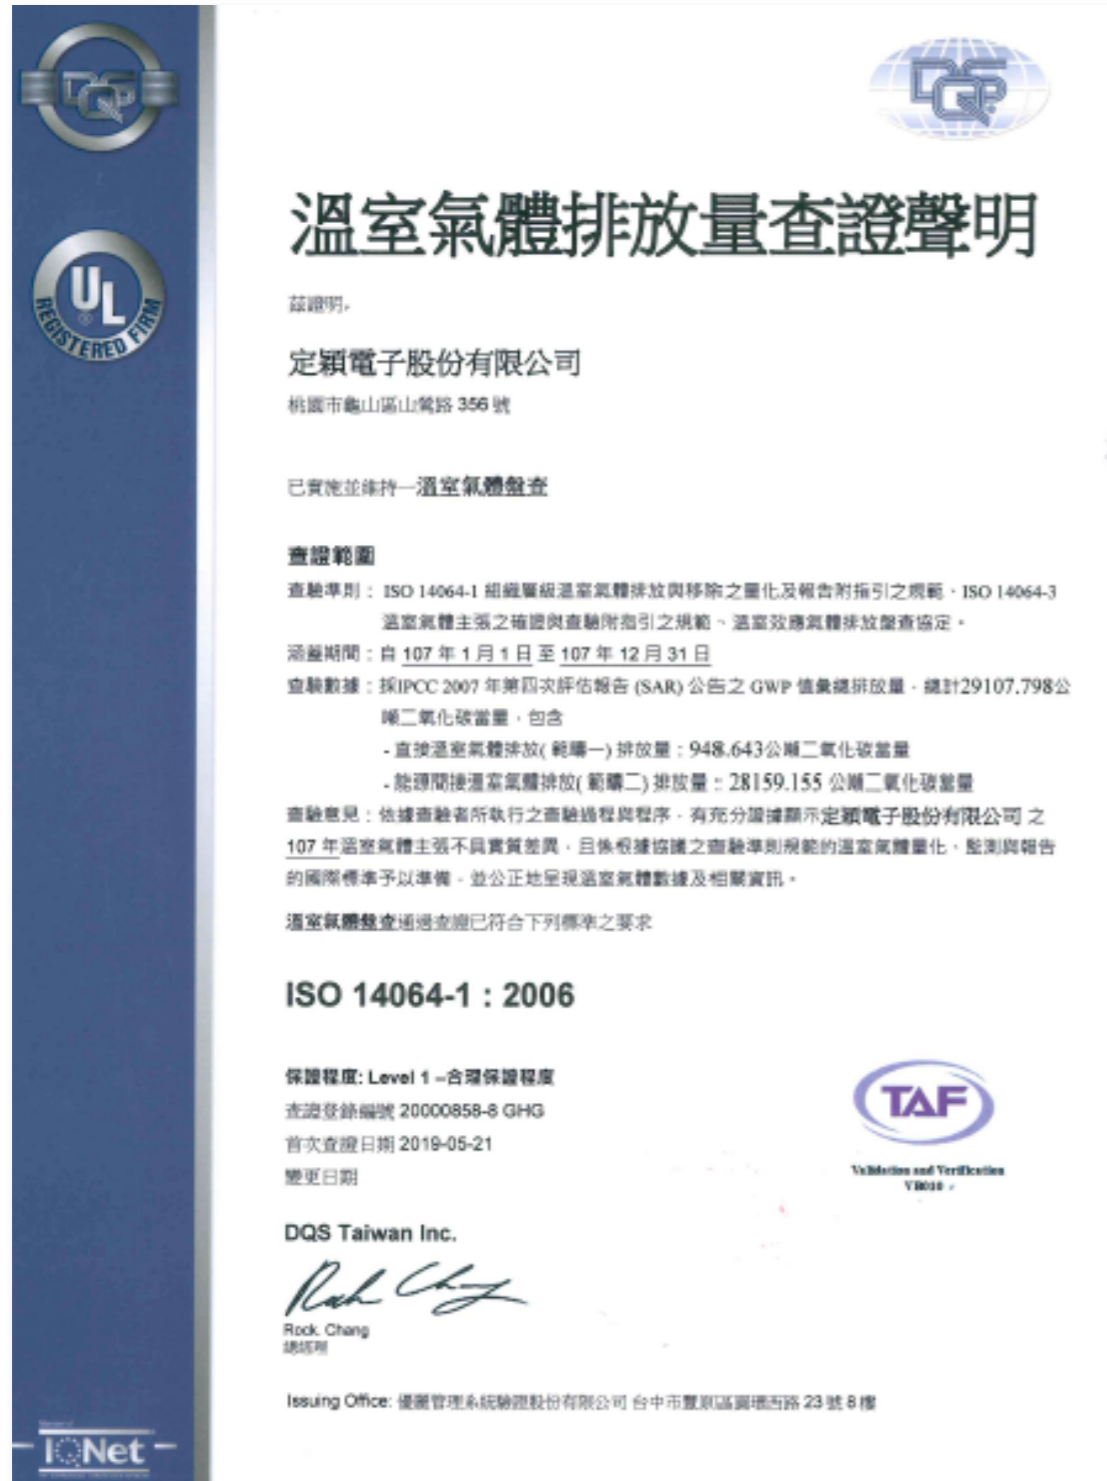 DQS
DQS
溫室氣體排放量查證聲明
UL
REGISTERED FIRM
茲證明，
定穎電子股份有限公司
桃園市龜山區山鶯路 356 號
已實施並維持一溫室氣體盤查
查證範圍
查驗準則： ISO 14064-1 組織層級溫室氣體排放與移除之量化及報告附指引之規範、ISO 14064-3
溫室氣體主張之確證與查驗附指引之規範、溫室效應氣體排放盤查協定。
涵蓋期間：自 107 年 1 月 1 日 至 107 年 12 月 31 日
查驗數據：採IPCC 2007 年第四次評估報告 (SAR) 公告之 GWP 值彙總排放量，總計29107.798公
噸二氧化碳當量，包含
- 直接溫室氣體排放( 範疇一) 排放量：948.643公噸二氧化碳當量
- 能源間接溫室氣體排放( 範疇二) 排放量：28159.155 公噸二氧化碳當量
查驗意見：依據查驗者所執行之查驗過程與程序，有充分證據顯示定穎電子股份有限公司 之
107 年溫室氣體主張不具實質差異，且係根據協議之查驗準則規範的溫室氣體量化、監測與報告
的國際標準予以準備，並公正地呈現溫室氣體數據及相關資訊。
溫室氣體盤查通過查證已符合下列標準之要求
ISO 14064-1 : 2006
保證程度: Level 1 –合理保證程度
查證登錄編號 20000858-8 GHG
首次查證日期 2019-05-21
變更日期
TAF
Validation and Verification
VB010
DQS Taiwan Inc.
Rock. Chang
總經理
Issuing Office: 優麗管理系統驗證股份有限公司 台中市豐原區圓環西路 23 號 8 樓
Member of
IQNet